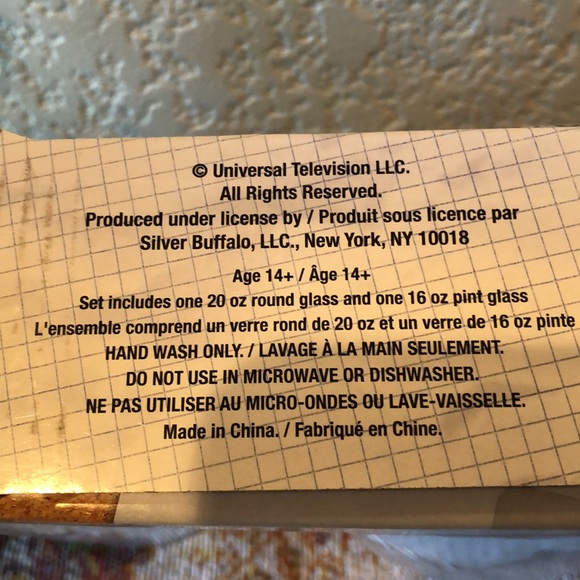 © Universal Television LLC.
All Rights Reserved.
Produced under license by / Produit sous licence par
Silver Buffalo, LLC., New York, NY 10018
Age 14+ / Âge 14+
Set includes one 20 oz round glass and one 16 oz pint glass
L'ensemble comprend un verre rond de 20 oz et un verre de 16 oz pinte
HAND WASH ONLY. / LAVAGE À LA MAIN SEULEMENT.
DO NOT USE IN MICROWAVE OR DISHWASHER.
NE PAS UTILISER AU MICRO-ONDES OU LAVE-VAISSELLE.
Made in China. / Fabriqué en Chine.